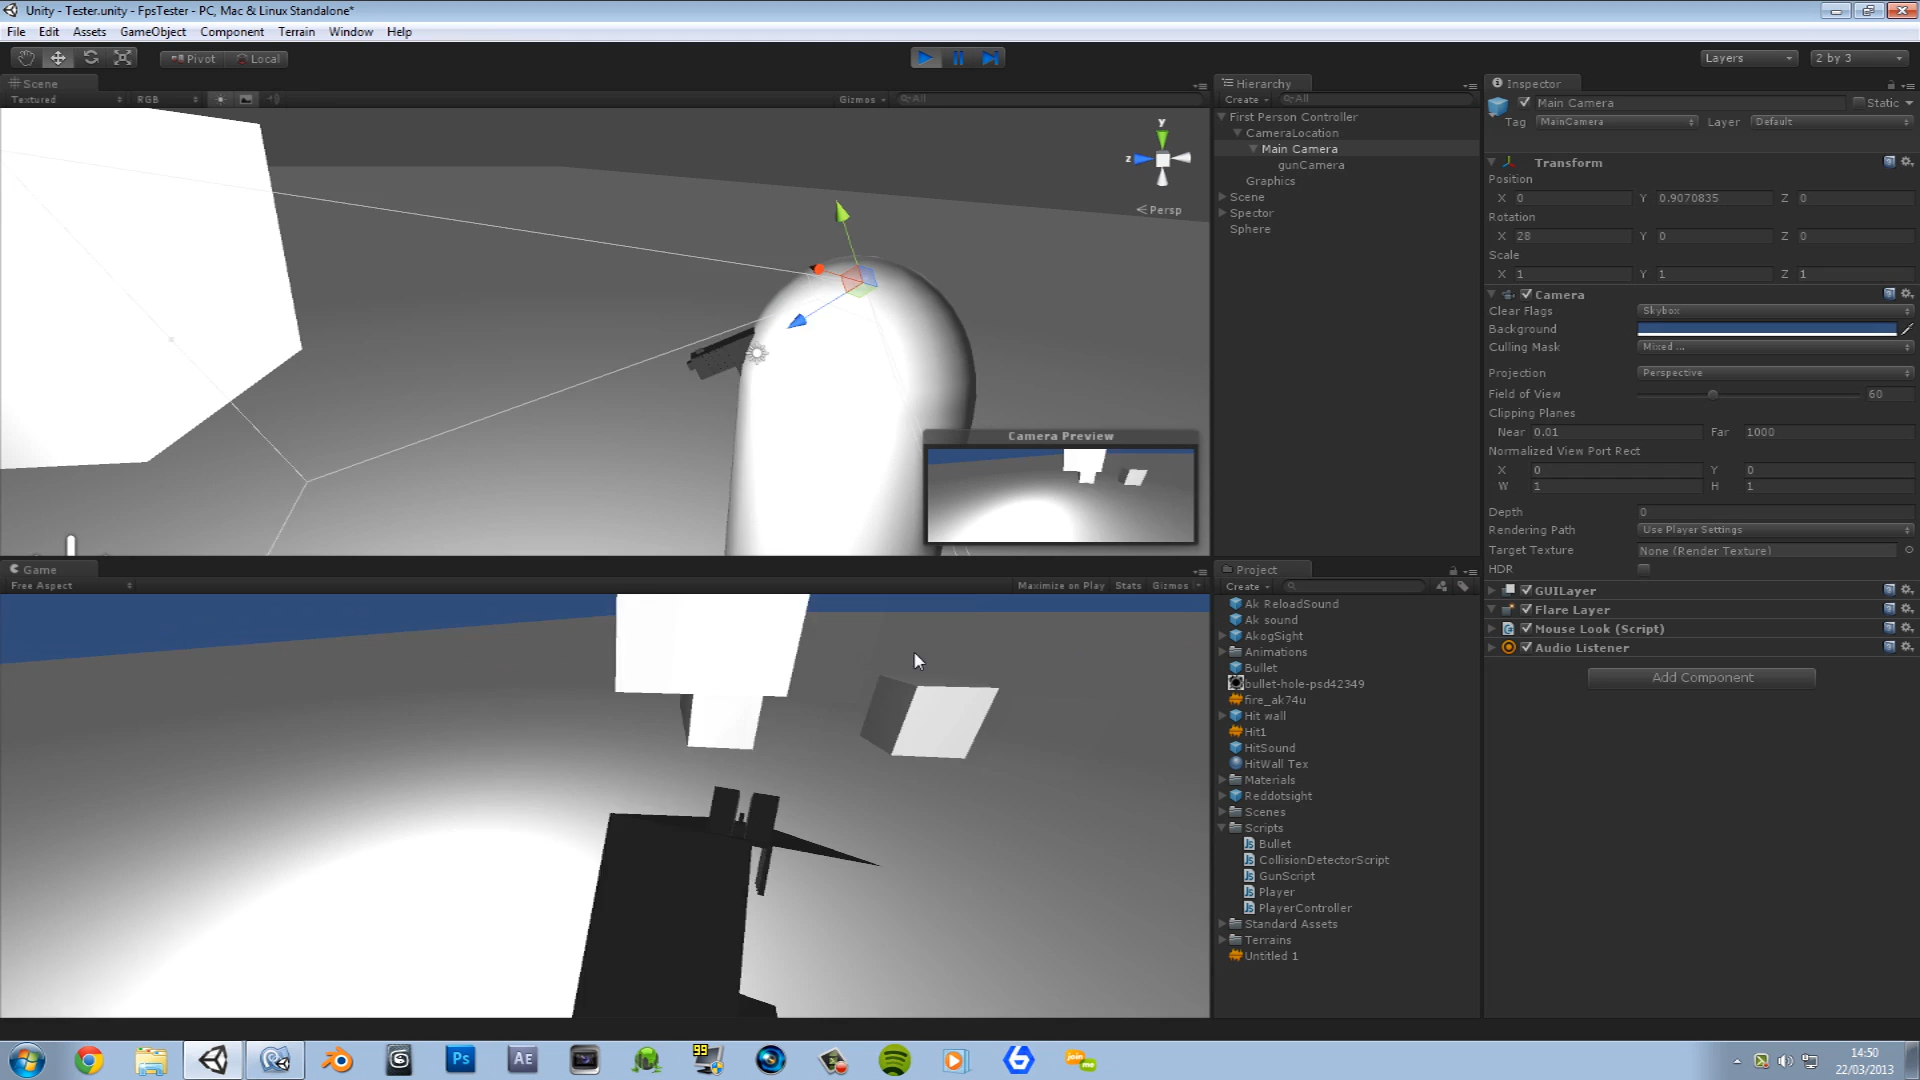 Unity - Tester.unity - FpsTester - PC, Mac & Linux Standalone*
File Edit Assets GameObject Component Terrain Window Help
Pivot Local
Layers 2 by 3
Scene
Textured RGB Gizmos All
y
z
Persp
Camera Preview
Game
Free Aspect Maximize on Play Stats Gizmos
Hierarchy
Create All
First Person Controller
CameraLocation
Main Camera
gunCamera
Graphics
Scene
Spector
Sphere
Project
Create
Ak ReloadSound
Ak sound
AkogSight
Animations
Bullet
bullet-hole-psd42349
fire_ak74u
Hit wall
Hit1
HitSound
HitWall Tex
Materials
Reddotsight
Scenes
Scripts
Bullet
CollisionDetectorScript
GunScript
Player
PlayerController
Standard Assets
Terrains
Untitled 1
Inspector
Main Camera Static
Tag MainCamera Layer Default
Transform
Position
X 0 Y 0.9070835 Z 0
Rotation
X 28 Y 0 Z 0
Scale
X 1 Y 1 Z 1
Camera
Clear Flags Skybox
Background
Culling Mask Mixed ...
Projection Perspective
Field of View 60
Clipping Planes
Near 0.01 Far 1000
Normalized View Port Rect
X 0 Y 0
W 1 H 1
Depth 0
Rendering Path Use Player Settings
Target Texture None (Render Texture)
HDR
GUILayer
Flare Layer
Mouse Look (Script)
Audio Listener
Add Component
Ps AE 99 join me
14:50
22/03/2013